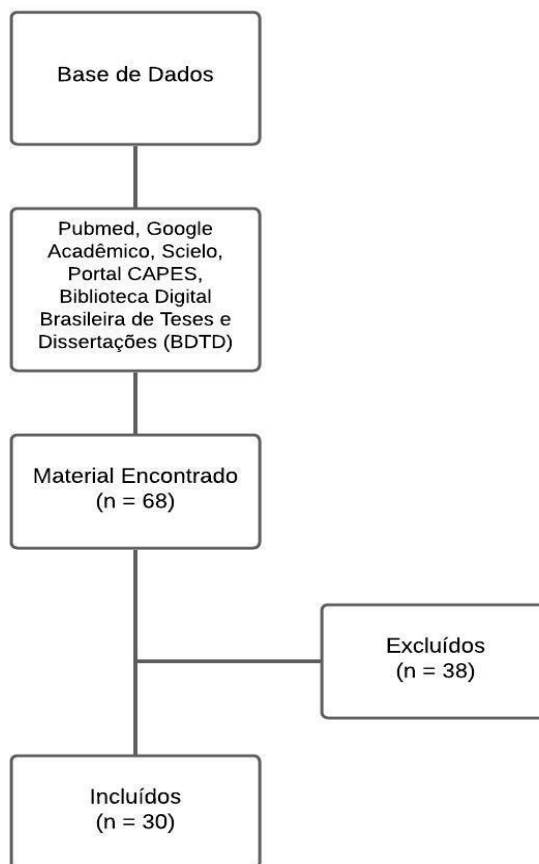 Base de Dados
Pubmed, Google
Acadêmico, Scielo,
Portal CAPES,
Biblioteca Digital
Brasileira de Teses e
Dissertações (BDTD)
Material Encontrado
(n = 68)
Excluídos
(n = 38)
Incluídos
(n = 30)